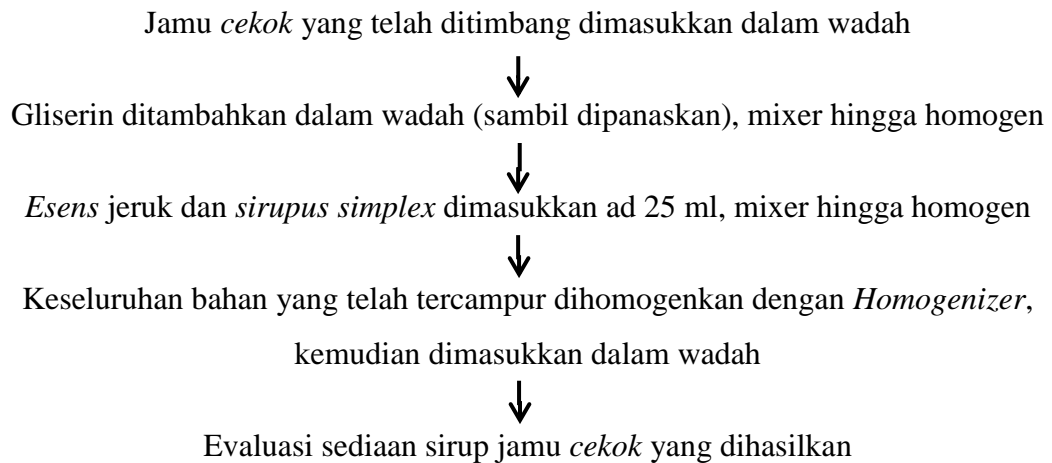 Jamu cekok yang telah ditimbang dimasukkan dalam wadah
Gliserin ditambahkan dalam wadah (sambil dipanaskan), mixer hingga homogen
Esens jeruk dan sirupus simplex dimasukkan ad 25 ml, mixer hingga homogen
Keseluruhan bahan yang telah tercampur dihomogenkan dengan Homogenizer,
kemudian dimasukkan dalam wadah
Evaluasi sediaan sirup jamu cekok yang dihasilkan